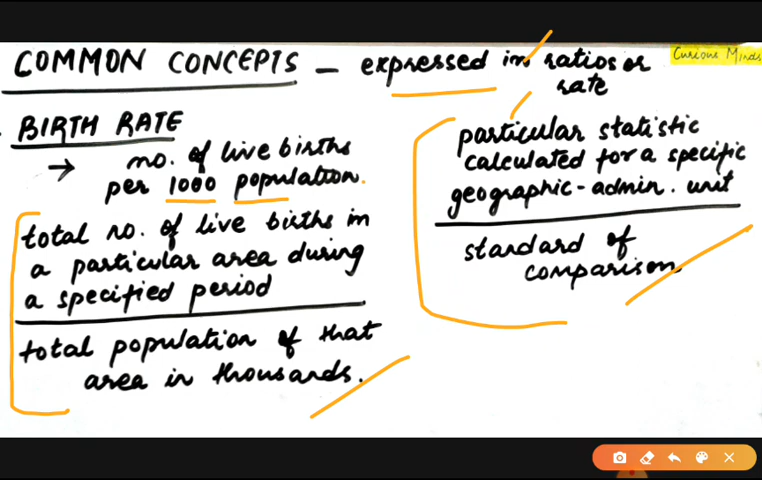 COMMON CONCEPTS – expressed in ratios or
rate
Curious Minds
BIRTH RATE
→ no. of live births
per 1000 population.
total no. of live births in
a particular area during
a specified period
total population of that
area in thousands.
particular statistic
calculated for a specific
geographic-admin. unit
standard of
comparison